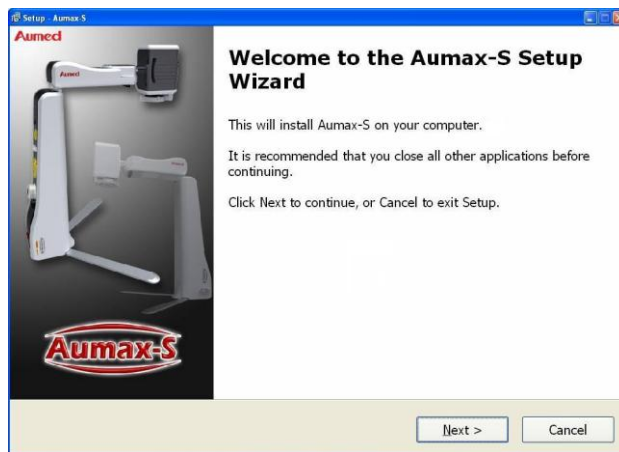 Setup - Aumax-S
Aumed
Aumed
Aumax-S
Welcome to the Aumax-S Setup
Wizard
This will install Aumax-S on your computer.
It is recommended that you close all other applications before
continuing.
Click Next to continue, or Cancel to exit Setup.
Next >
Cancel